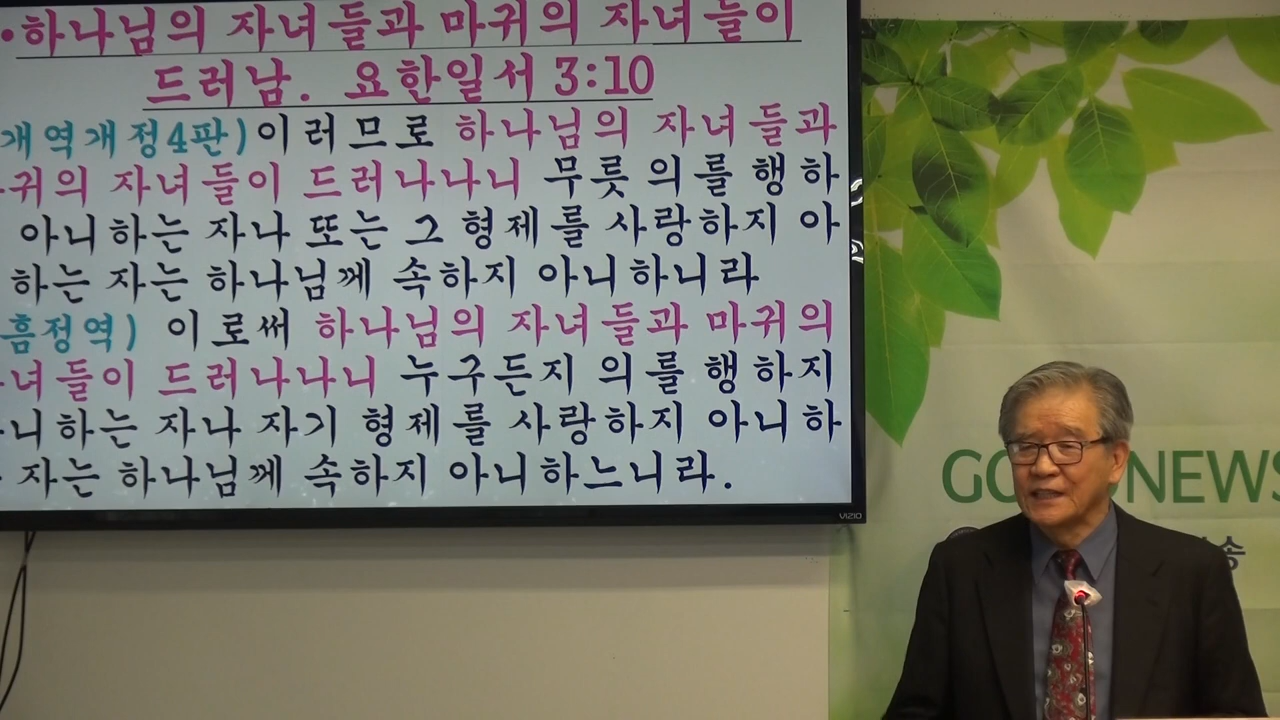 •하나님의 자녀들과 마귀의 자녀들이
드러남. 요한일서 3:10
개역개정4판)이러므로 하나님의 자녀들과
귀의 자녀들이 드러나나니 무릇 의를 행하
아니하는 자나 또는 그 형제를 사랑하지 아
하는 자는 하나님께 속하지 아니하니라
흠정역) 이로써 하나님의 자녀들과 마귀의
녀들이 드러나나니 누구든지 의를 행하지
니하는 자나 자기 형제를 사랑하지 아니하
자는 하나님께 속하지 아니하느니라.
VIZIO
NEWS
송